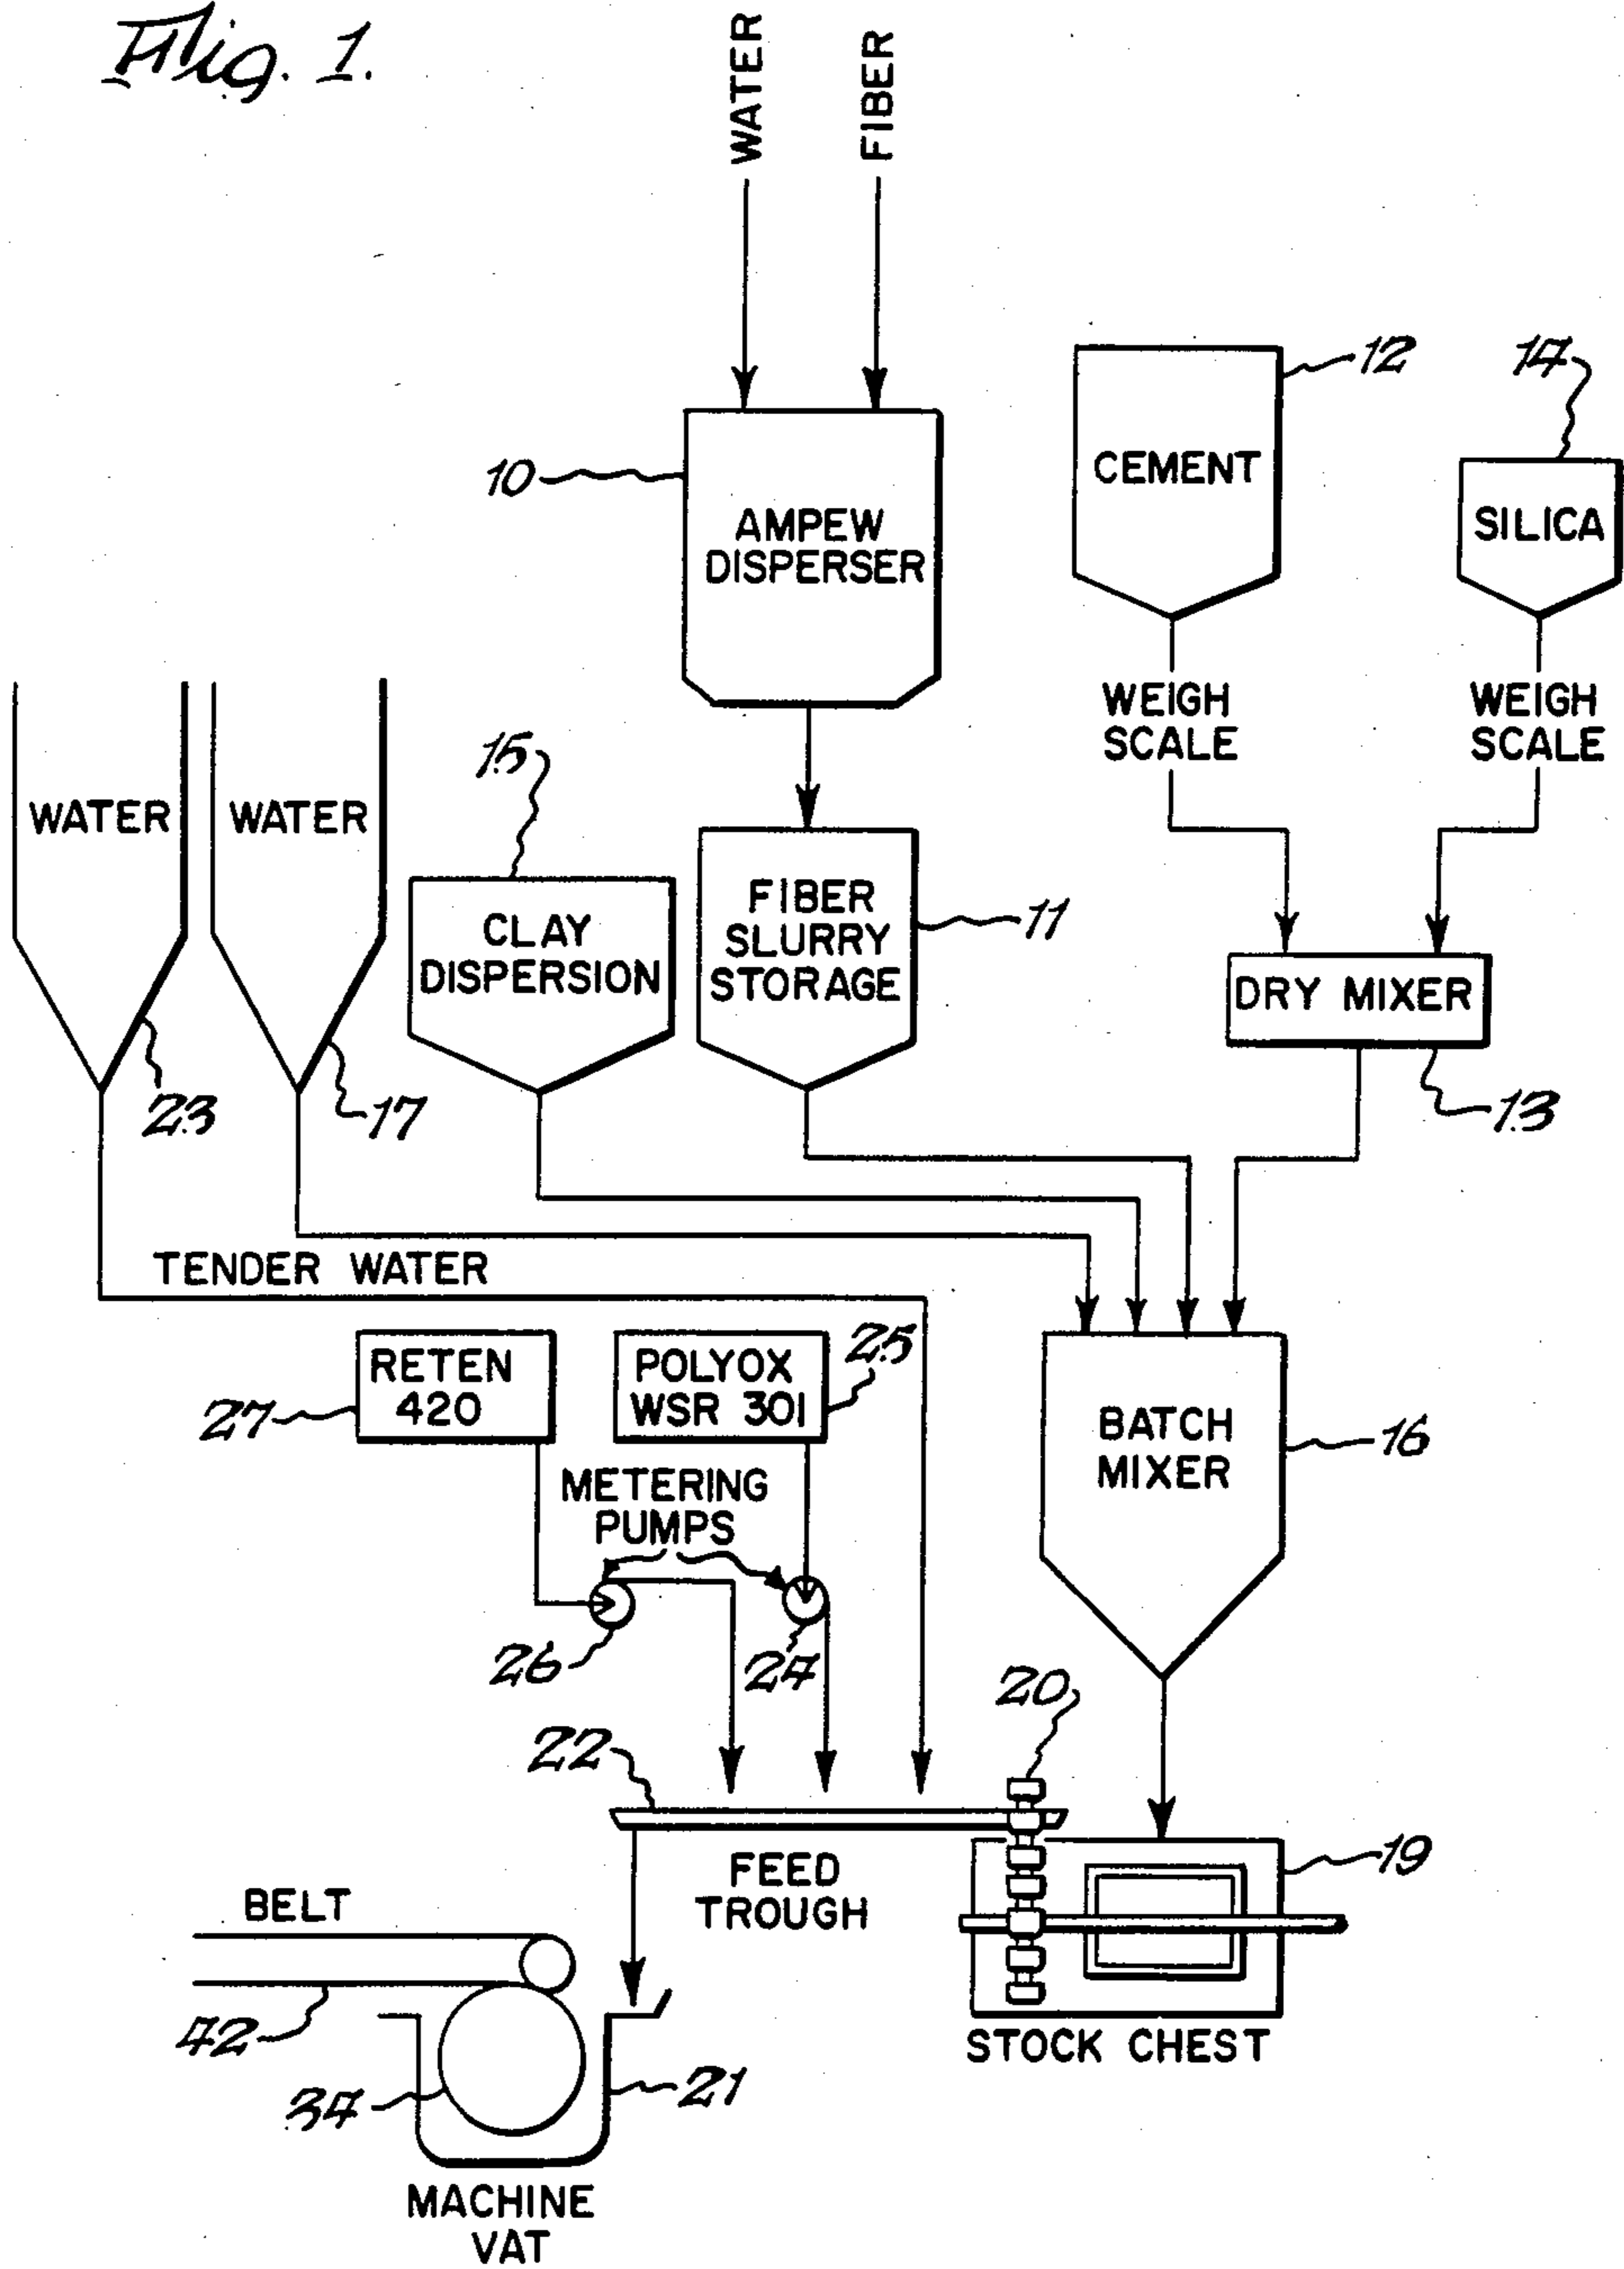 Fig. 1.
WATER
FIBER
12
14
CEMENT
10
SILICA
AMPEW
DISPERSER
WEIGH
SCALE
WEIGH
SCALE
15
WATER
WATER
FIBER
SLURRY
STORAGE
11
CLAY
DISPERSION
DRY MIXER
23
17
13
TENDER WATER
25
RETEN
420
POLYOX
WSR 301
27
BATCH
MIXER
16
METERING
PUMPS
26
24
20
22
19
FEED
TROUGH
BELT
42
STOCK CHEST
34
21
MACHINE
VAT